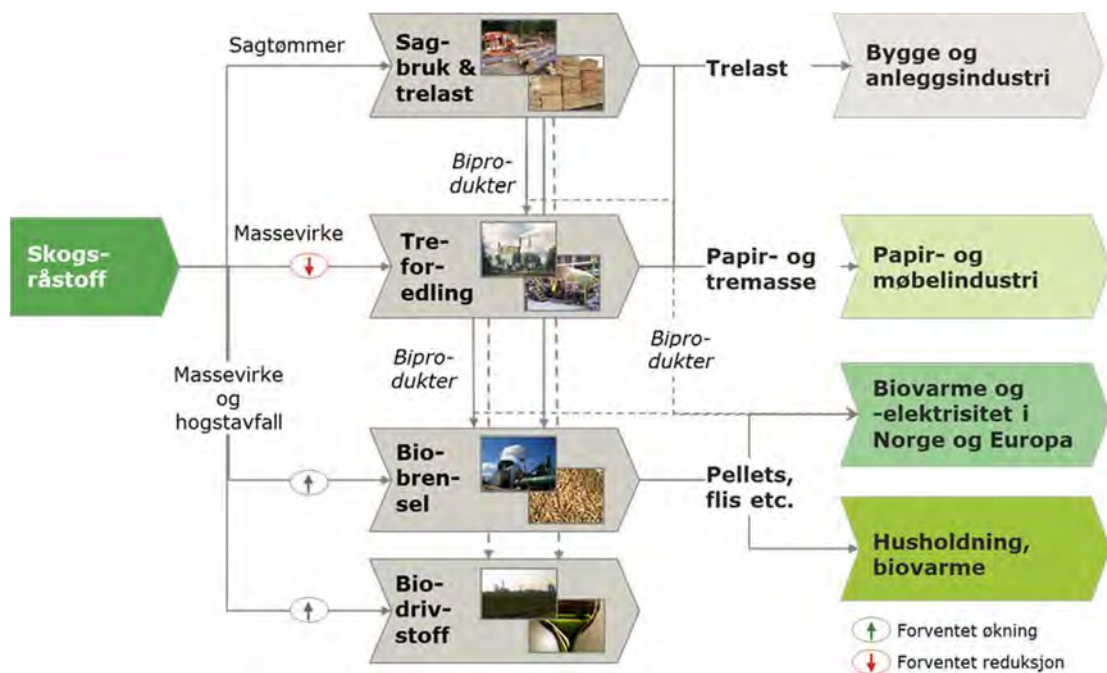 Sagtømmer
Sag-
bruk &
trelast
Trelast
Bygge og
anleggsindustri
Bipro-
dukter
Skogs-
råstoff
Massevirke
Tre-
for-
edling
Papir- og
tremasse
Papir- og
møbelindustri
Bipro-
dukter
Bipro-
dukter
Massevirke
og
hogstavfall
Bio-
bren-
sel
Pellets,
flis etc.
Biovarme og
-elektrisitet i
Norge og Europa
Husholdning,
biovarme
Bio-
driv-
stoff
Forventet økning
Forventet reduksjon